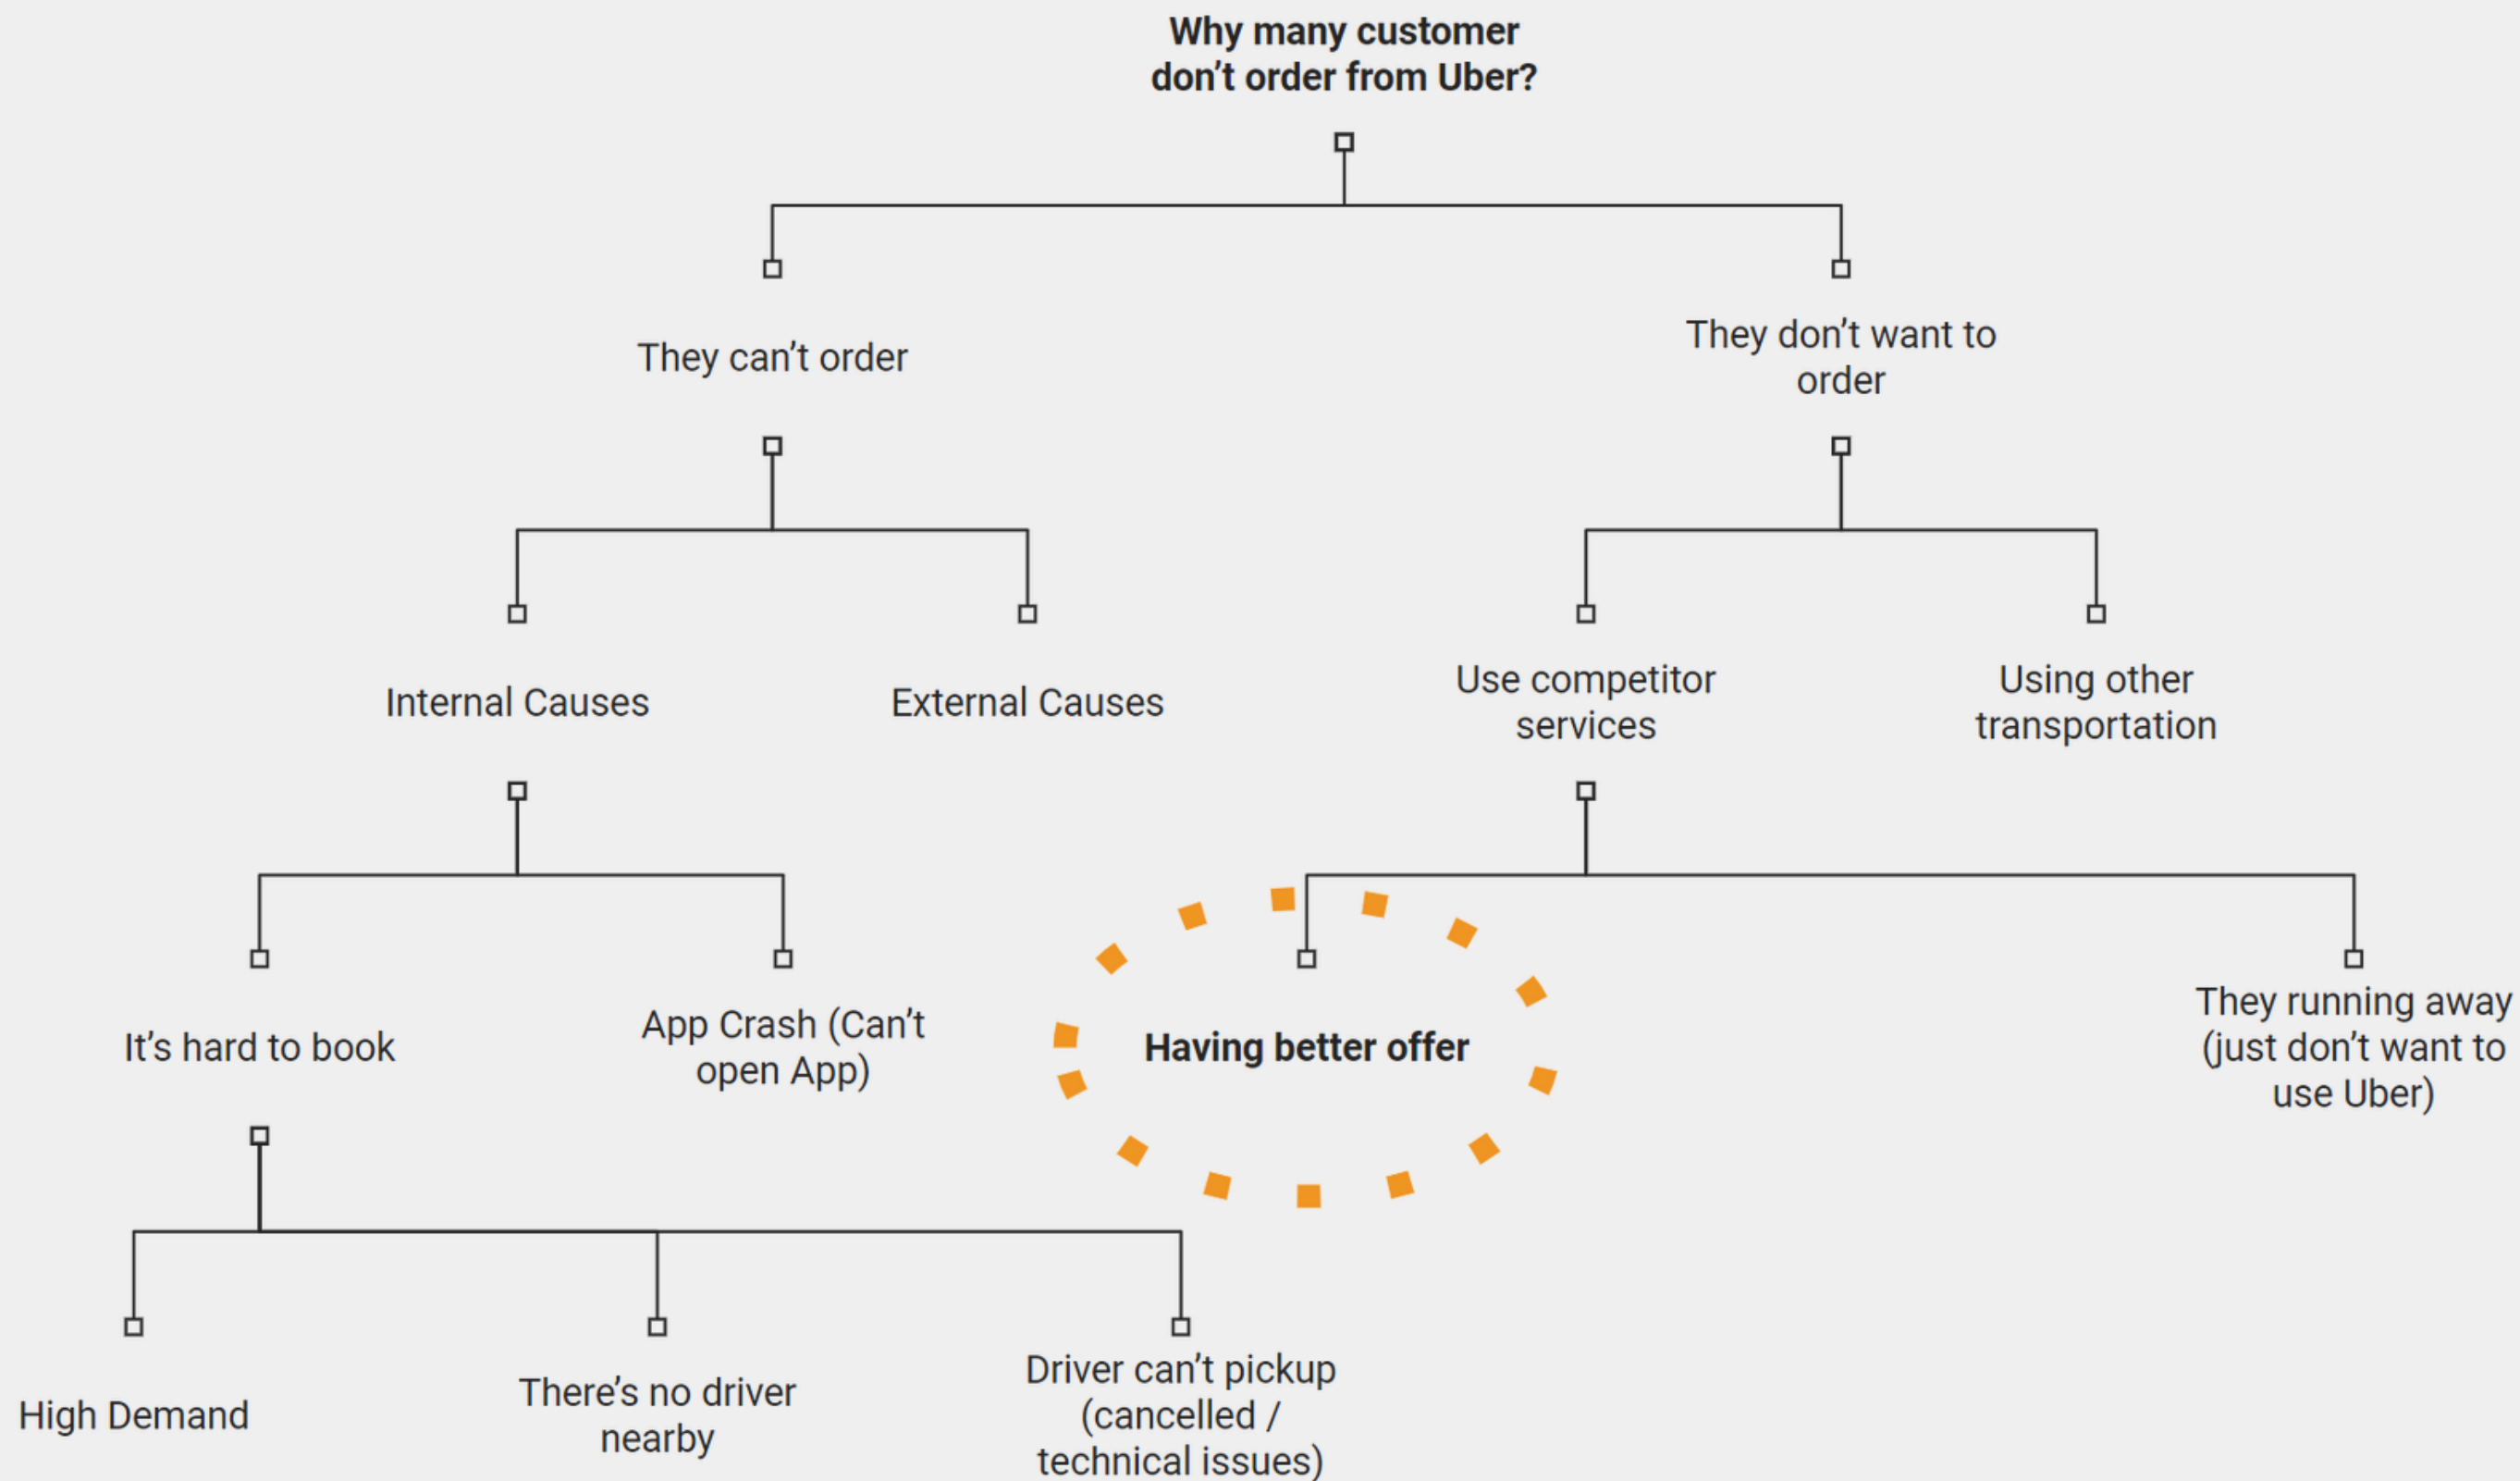 Why many customer
don’t order from Uber?
They can’t order
They don’t want to
order
Internal Causes
External Causes
Use competitor
services
Using other
transportation
It’s hard to book
App Crash (Can’t
open App)
Having better offer
They running away
(just don’t want to
use Uber)
High Demand
There’s no driver
nearby
Driver can’t pickup
(cancelled /
technical issues)